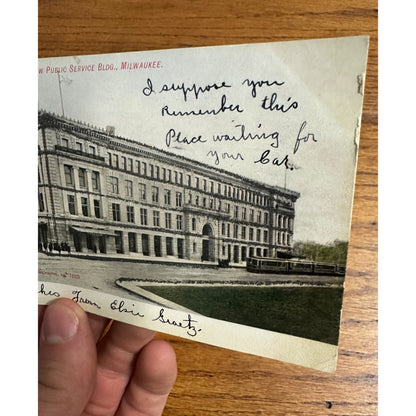 w Public Service Bldg., Milwaukee.
I suppose you
Remember this
Place waiting for
your Car.
From Elsie Graetz.